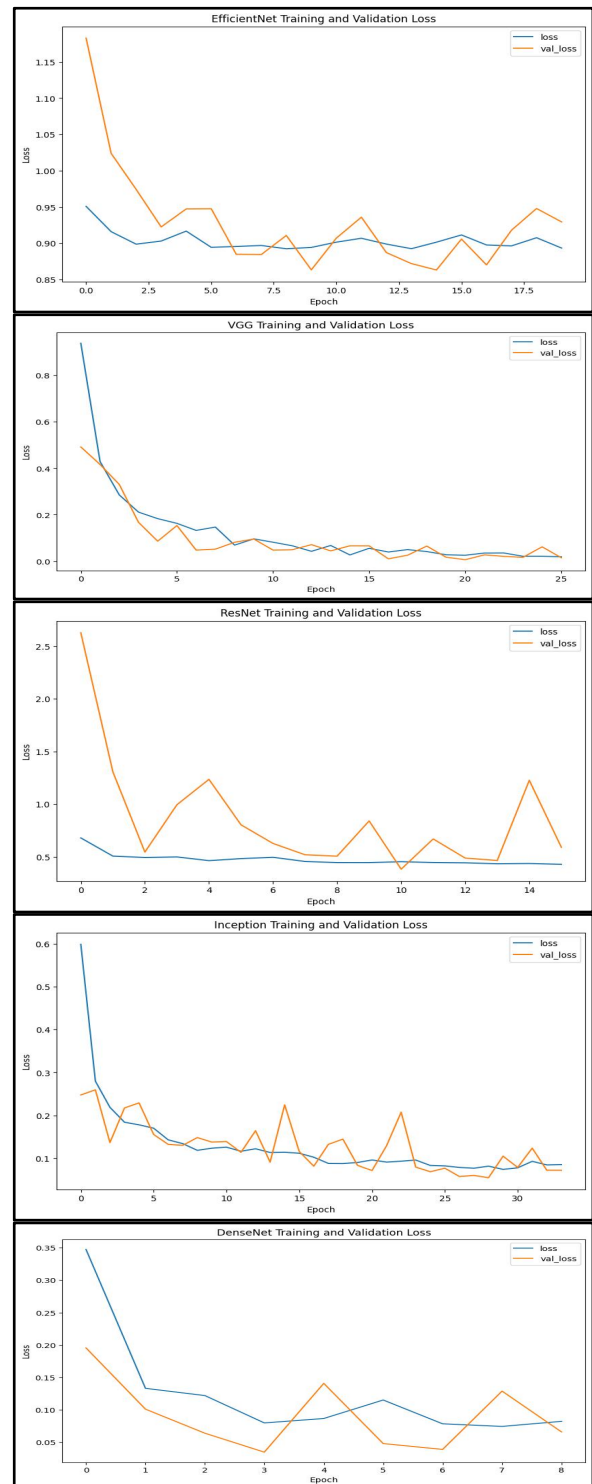 EfficientNet Training and Validation Loss
loss
val_loss
1.15
1.10
1.05
1.00
0.95
0.90
0.85
Loss
0.0 2.5 5.0 7.5 10.0 12.5 15.0 17.5
Epoch
VGG Training and Validation Loss
loss
val_loss
0.8
0.6
0.4
0.2
0.0
Loss
0 5 10 15 20 25
Epoch
ResNet Training and Validation Loss
loss
val_loss
2.5
2.0
1.5
1.0
0.5
Loss
0 2 4 6 8 10 12 14
Epoch
Inception Training and Validation Loss
loss
val_loss
0.6
0.5
0.4
0.3
0.2
0.1
Loss
0 5 10 15 20 25 30
Epoch
DenseNet Training and Validation Loss
loss
val_loss
0.35
0.30
0.25
0.20
0.15
0.10
0.05
Loss
0 1 2 3 4 5 6 7 8
Epoch